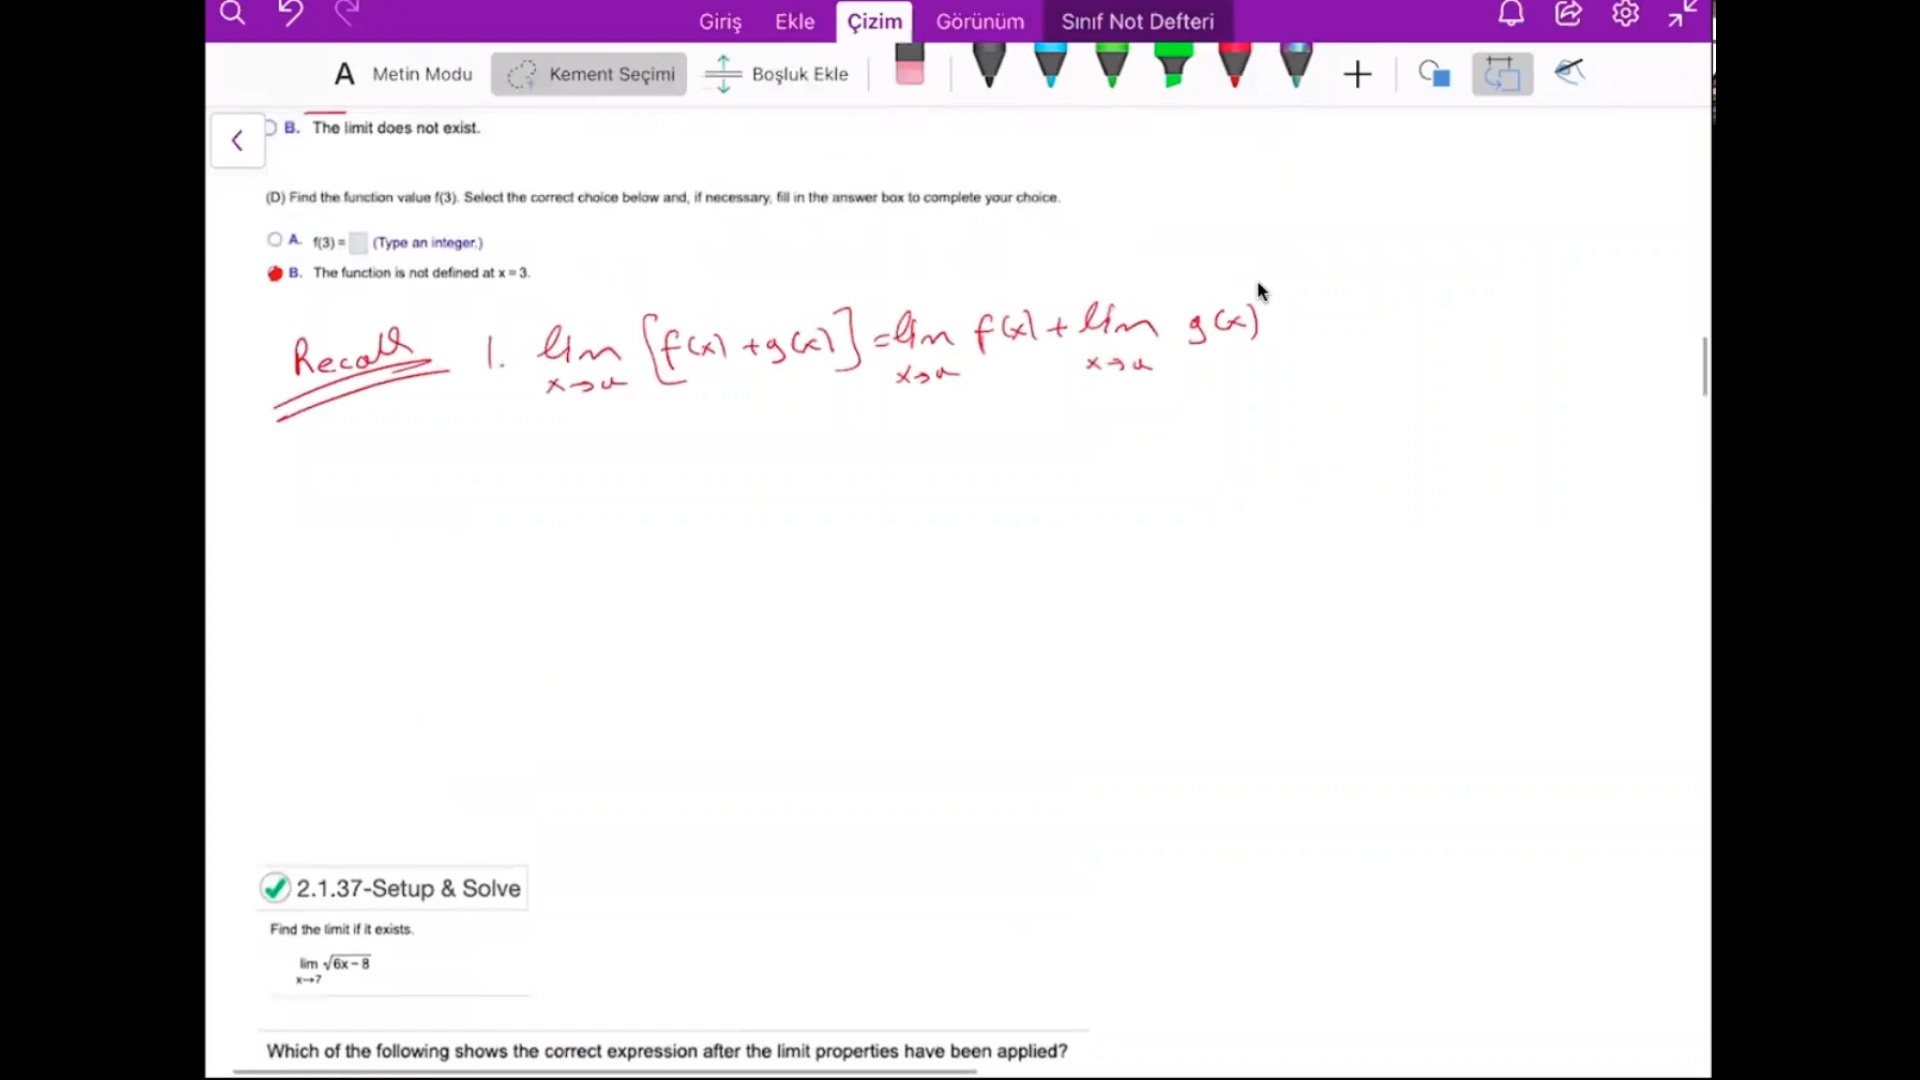 Giriş Ekle Çizim Görünüm Sınıf Not Defteri
A Metin Modu Kement Seçimi Boşluk Ekle
B. The limit does not exist.
(D) Find the function value f(3). Select the correct choice below and, if necessary, fill in the answer box to complete your choice.
A. f(3) = (Type an integer.)
B. The function is not defined at x = 3.
Recall 1. lim x→a [f(x) + g(x)] = lim x→a f(x) + lim x→a g(x)
2.1.37-Setup & Solve
Find the limit if it exists.
lim √6x − 8
x→7
Which of the following shows the correct expression after the limit properties have been applied?